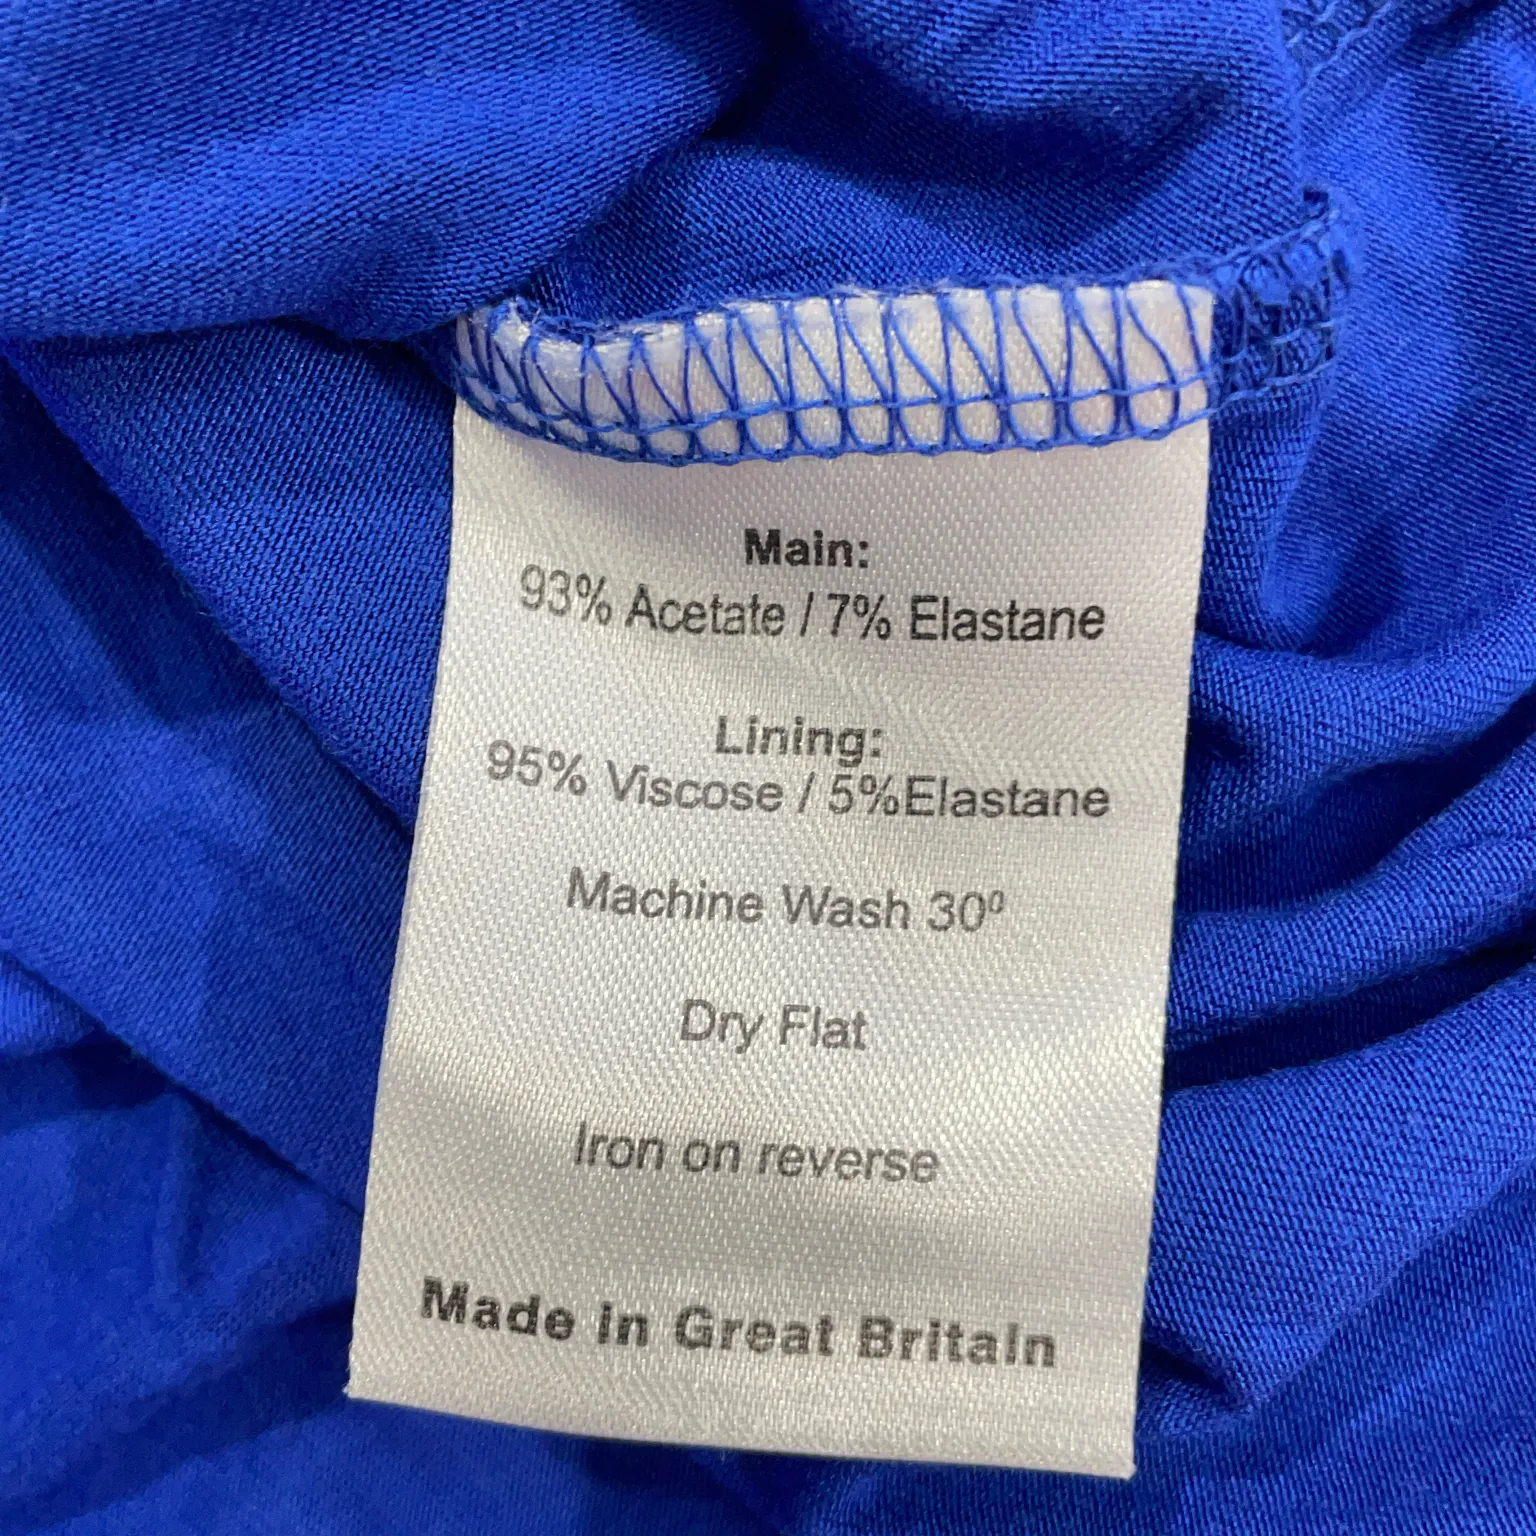 Main:
93% Acetate / 7% Elastane
Lining:
95% Viscose / 5%Elastane
Machine Wash 30⁰
Dry Flat
Iron on reverse
Made in Great Britain